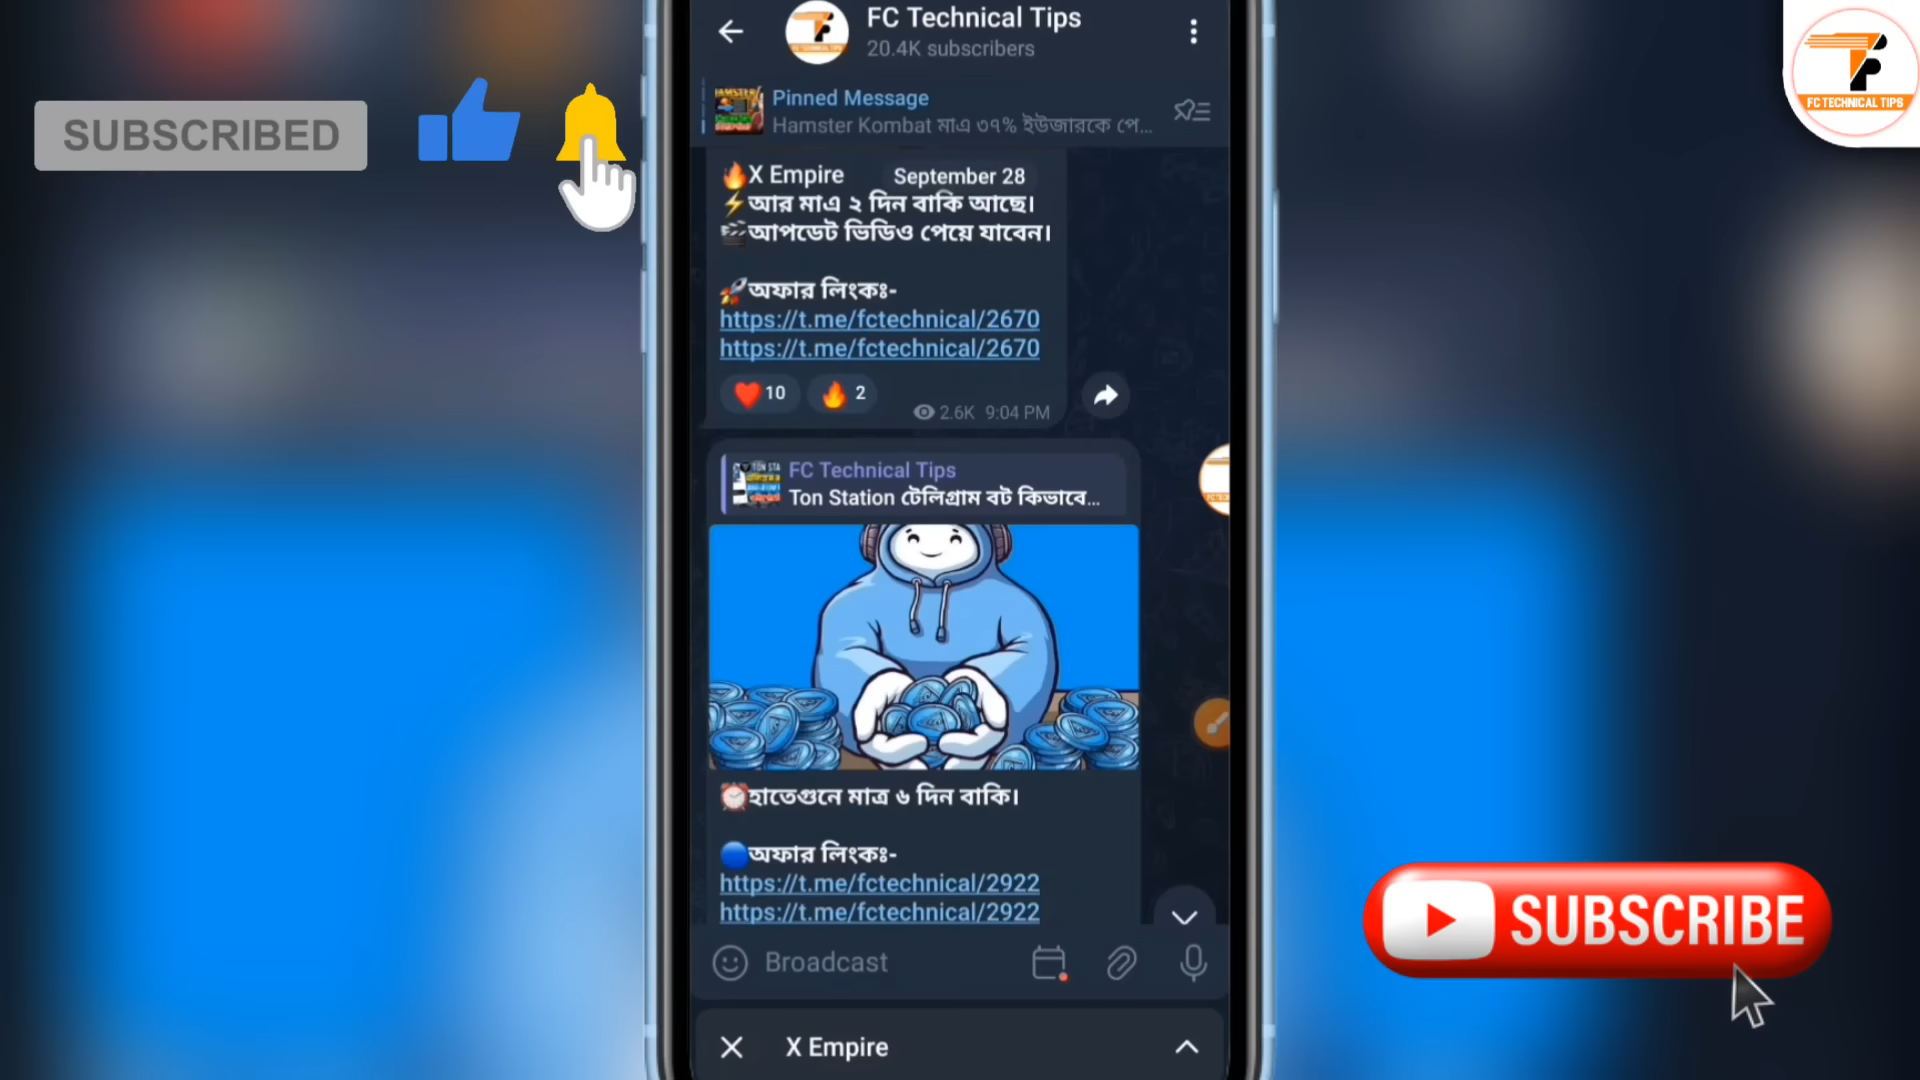 SUBSCRIBED
FC Technical Tips
20.4K subscribers
Pinned Message
Hamster Kombat মাএ ৩৭% ইউজারকে পে...
FC TECHNICAL TIPS
September 28
🔥X Empire
⚡আর মাএ ২ দিন বাকি আছে।
🎬আপডেট ভিডিও পেয়ে যাবেন।
🚀অফার লিংকঃ-
https://t.me/fctechnical/2670
https://t.me/fctechnical/2670
❤️10 🔥2
2.6K 9:04 PM
FC Technical Tips
Ton Station টেলিগ্রাম বট কিভাবে...
⏰হাতেগুনে মাত্র ৬ দিন বাকি।
🔵অফার লিংকঃ-
https://t.me/fctechnical/2922
https://t.me/fctechnical/2922
Broadcast
X Empire
SUBSCRIBE